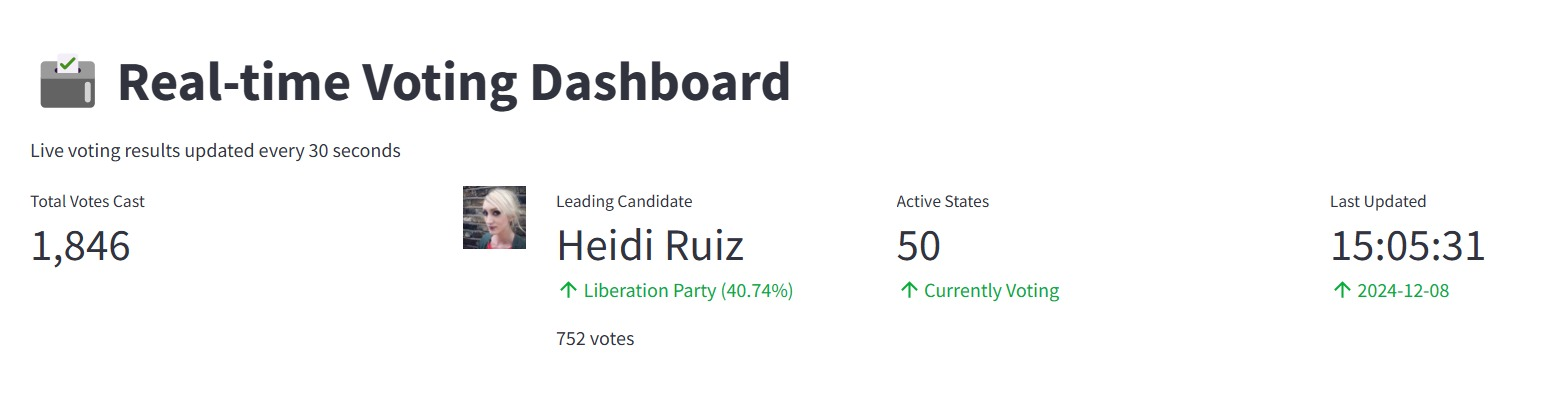 Real-time Voting Dashboard
Live voting results updated every 30 seconds
Total Votes Cast
1,846
Leading Candidate
Heidi Ruiz
↑ Liberation Party (40.74%)
752 votes
Active States
50
↑ Currently Voting
Last Updated
15:05:31
↑ 2024-12-08